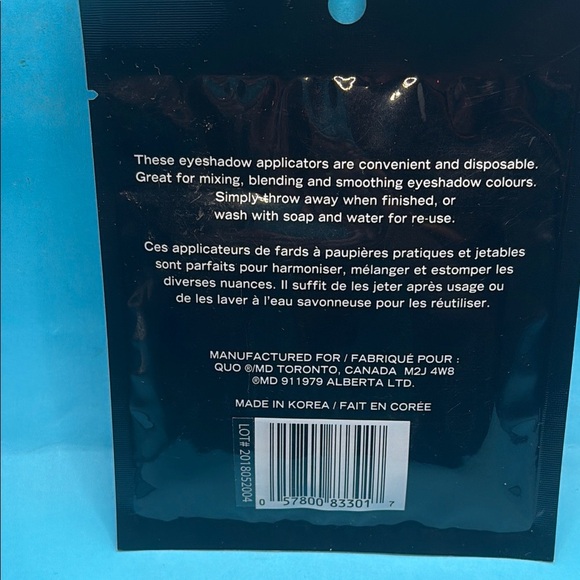 These eyeshadow applicators are convenient and disposable.
Great for mixing, blending and smoothing eyeshadow colours.
Simply throw away when finished, or
wash with soap and water for re-use.
Ces applicateurs de fards à paupières pratiques et jetables
sont parfaits pour harmoniser, mélanger et estomper les
diverses nuances. Il suffit de les jeter après usage ou
de les laver à l'eau savonneuse pour les réutiliser.
MANUFACTURED FOR / FABRIQUÉ POUR :
QUO ®/MD TORONTO, CANADA M2J 4W8
®MD 911979 ALBERTA LTD.
MADE IN KOREA / FAIT EN CORÉE
LOT# 2018052004
0 57800 83301 7